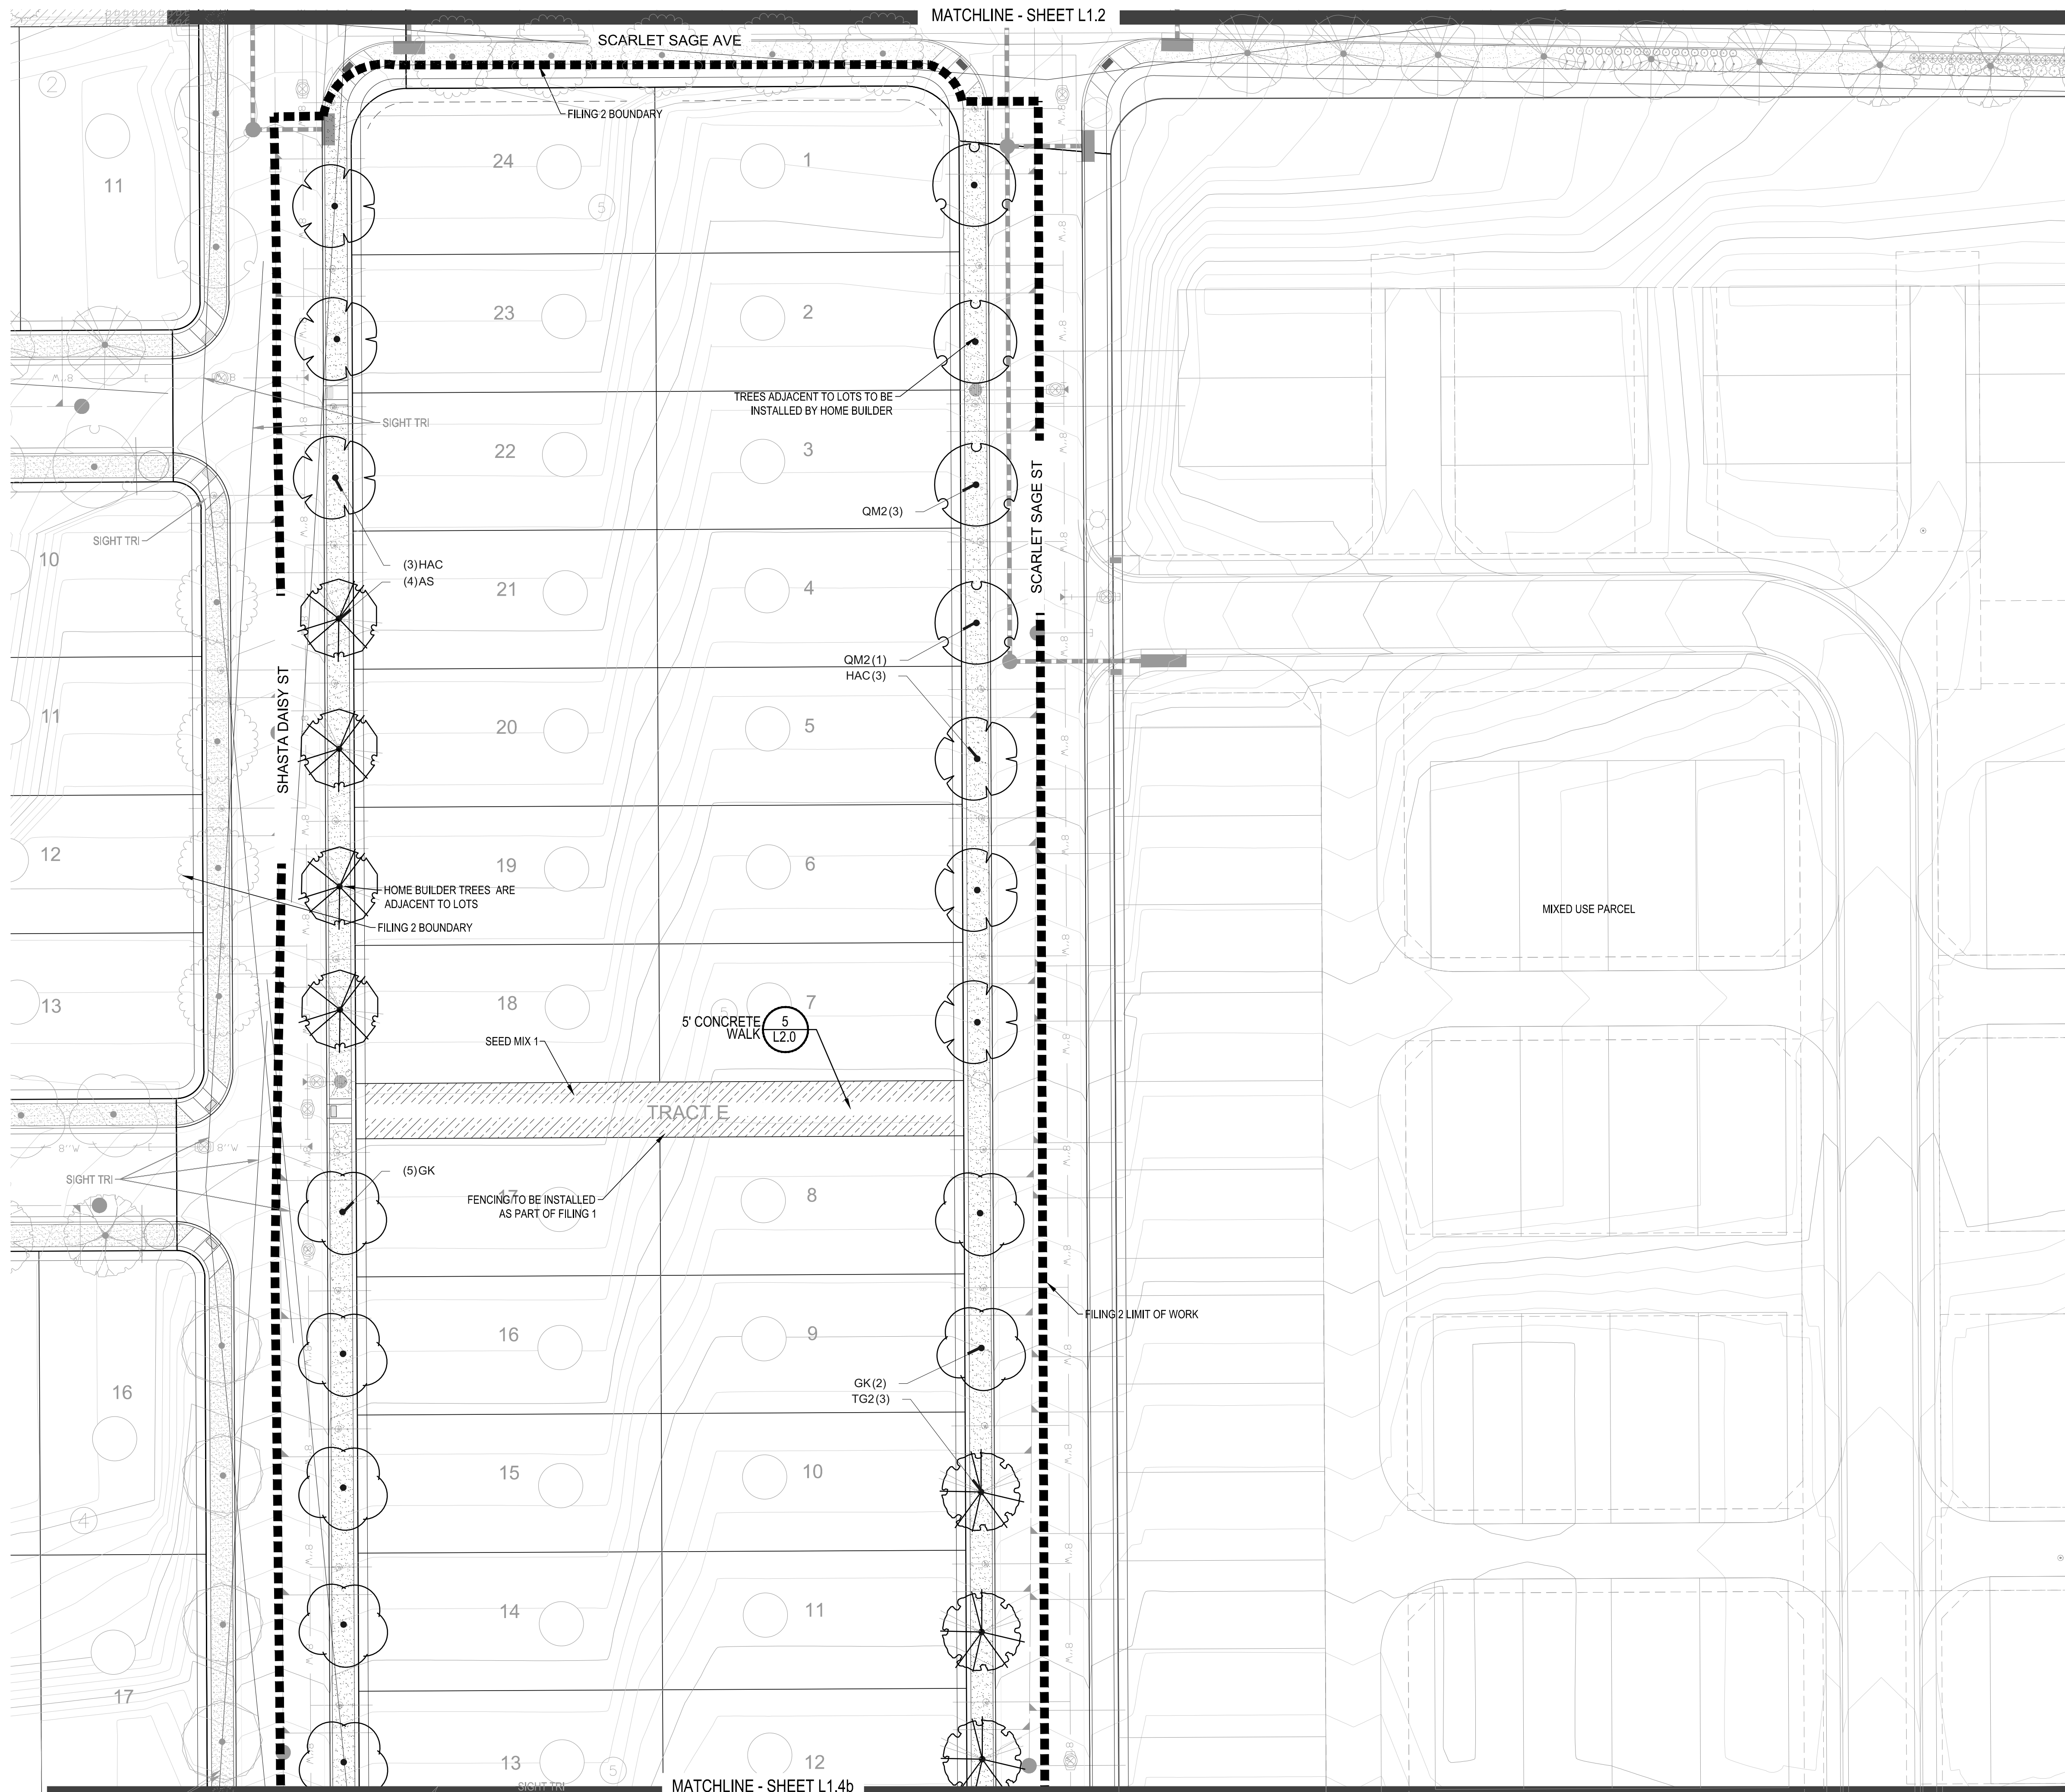 MATCHLINE - SHEET L1.2
SCARLET SAGE AVE
2
FILING 2 BOUNDARY
11
24
1
5
23
2
TREES ADJACENT TO LOTS TO BE
INSTALLED BY HOME BUILDER
SIGHT TRI
22
3
SCARLET SAGE ST
QM2(3)
SIGHT TRI
10
(3)HAC
(4)AS
21
4
QM2(1)
HAC(3)
SHASTA DAISY ST
11
20
5
12
19
6
HOME BUILDER TREES ARE
ADJACENT TO LOTS
FILING 2 BOUNDARY
MIXED USE PARCEL
13
18
7
5' CONCRETE
WALK
5
L2.0
SEED MIX 1
TRACT E
8"W
SIGHT TRI
(5)GK
17
8
FENCING TO BE INSTALLED
AS PART OF FILING 1
FILING 2 LIMIT OF WORK
16
9
GK(2)
TG2(3)
16
15
10
4
14
11
17
13
5
12
SIGHT TRI
MATCHLINE - SHEET L1.4b